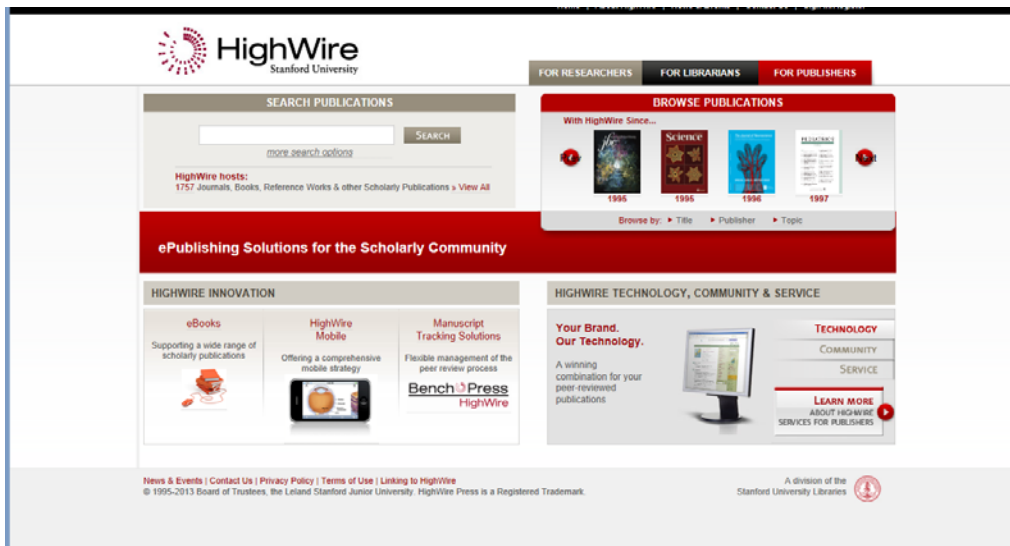 HighWire
Stanford University
FOR RESEARCHERS
FOR LIBRARIANS
FOR PUBLISHERS
SEARCH PUBLICATIONS
SEARCH
more search options
HighWire hosts:
1757 Journals, Books, Reference Works & other Scholarly Publications » View All
BROWSE PUBLICATIONS
With HighWire Since...
Science
PEDIATRICS
1995 1995 1996 1997
Browse by: Title Publisher Topic
ePublishing Solutions for the Scholarly Community
HIGHWIRE INNOVATION
eBooks
Supporting a wide range of
scholarly publications
HighWire
Mobile
Offering a comprehensive
mobile strategy
Manuscript
Tracking Solutions
Flexible management of the
peer review process
Bench Press
HighWire
HIGHWIRE TECHNOLOGY, COMMUNITY & SERVICE
Your Brand.
Our Technology.
A winning
combination for your
peer-reviewed
publications
TECHNOLOGY
COMMUNITY
SERVICE
LEARN MORE
ABOUT HIGHWIRE
SERVICES FOR PUBLISHERS
News & Events | Contact Us | Privacy Policy | Terms of Use | Linking to HighWire
© 1995-2013 Board of Trustees, the Leland Stanford Junior University. HighWire Press is a Registered Trademark.
A division of the
Stanford University Libraries